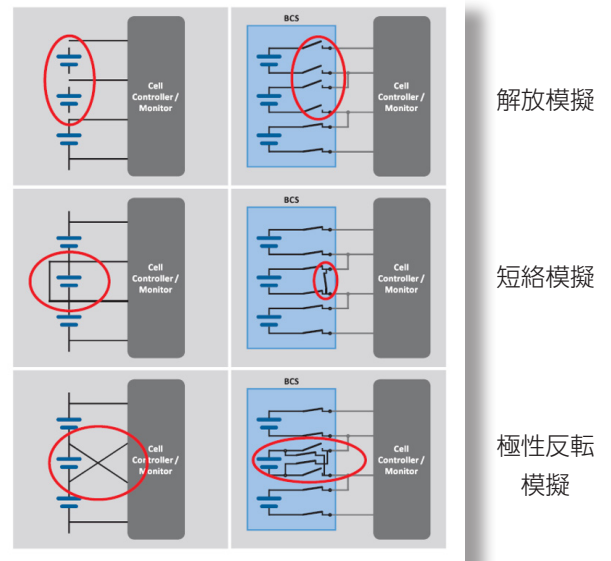 BCS
Cell
Controller /
Monitor
Cell
Controller /
Monitor
解放模擬
BCS
Cell
Controller /
Monitor
Cell
Controller /
Monitor
短絡模擬
BCS
Cell
Controller /
Monitor
Cell
Controller /
Monitor
極性反転
模擬